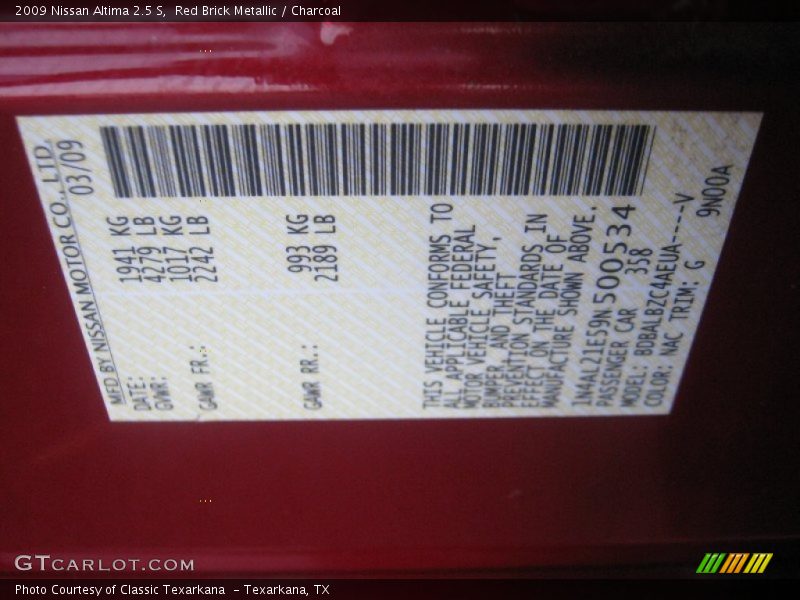 2009 Nissan Altima 2.5 S,  Red Brick Metallic / Charcoal
MFD BY NISSAN MOTOR CO., LTD.
DATE: 03/09
GVWR: 1941 KG
4279 LB
GAWR FR.: 1017 KG
2242 LB
GAWR RR.: 993 KG
2189 LB
THIS VEHICLE CONFORMS TO
ALL APPLICABLE FEDERAL
MOTOR VEHICLE SAFETY,
BUMPER, AND THEFT
PREVENTION STANDARDS IN
EFFECT ON THE DATE OF
MANUFACTURE SHOWN ABOVE.
1N4AL21E59N500534
PASSENGER CAR 358
MODEL: BDBALBZC4AEUA----V
COLOR: NAC TRIM: G 9N00A
GTCARLOT.COM
Photo Courtesy of Classic Texarkana  - Texarkana, TX